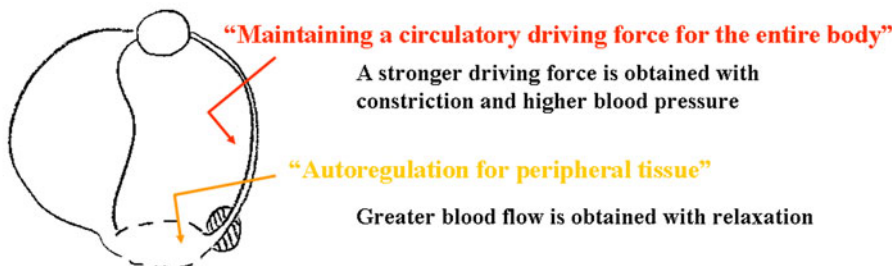 “Maintaining a circulatory driving force for the entire body”
A stronger driving force is obtained with
constriction and higher blood pressure
“Autoregulation for peripheral tissue”
Greater blood flow is obtained with relaxation